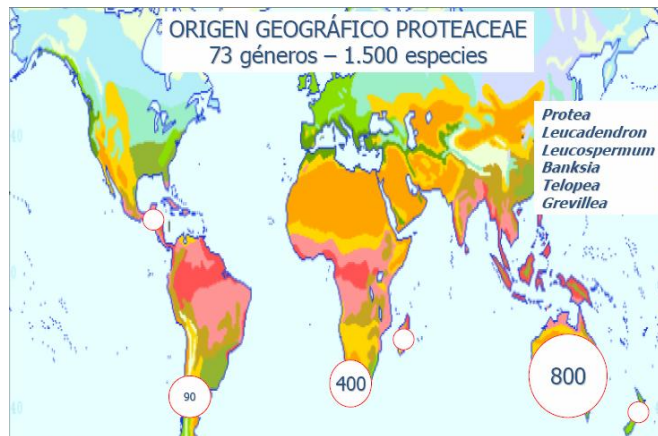 ORIGEN GEOGRÁFICO PROTEACEAE
73 géneros – 1.500 especies
Protea
Leucadendron
Leucospermum
Banksia
Telopea
Grevillea
90
400
800